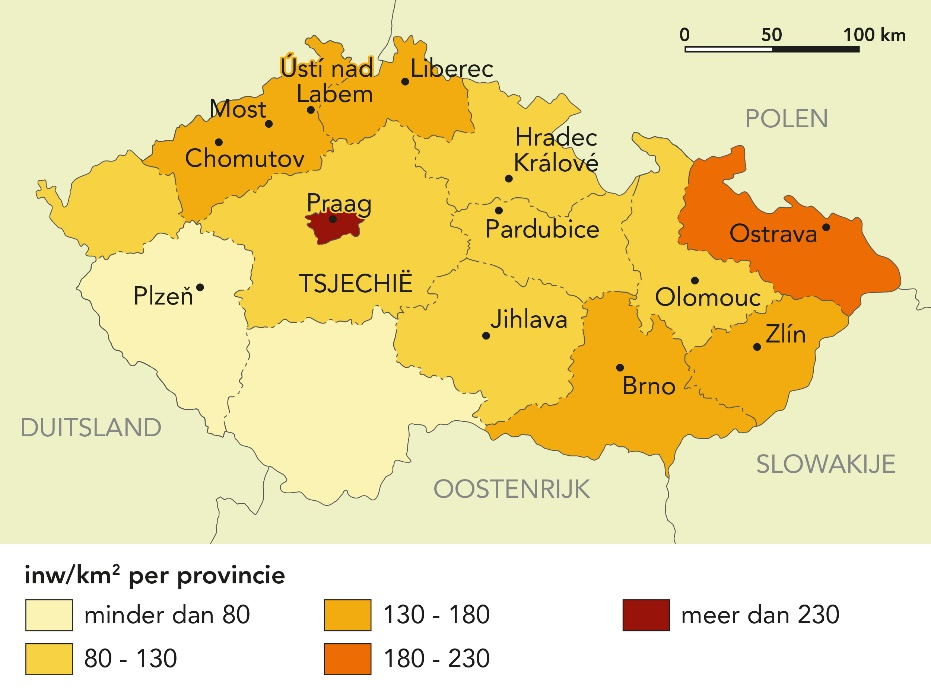 0 50 100 km
Ústí nad
Labem
Liberec
Most
Chomutov
POLEN
Hradec
Králové
Praag
Pardubice
Ostrava
TSJECHIË
Plzeň
Olomouc
Jihlava
Zlín
Brno
DUITSLAND
SLOWAKIJE
OOSTENRIJK
inw/km² per provincie
minder dan 80
130 - 180
meer dan 230
80 - 130
180 - 230